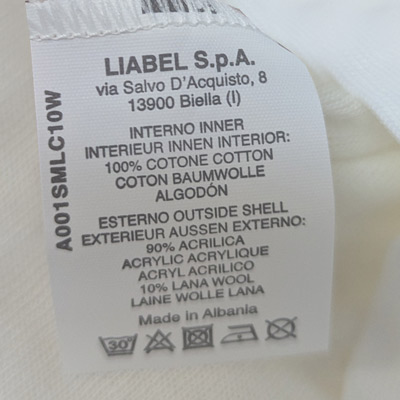 LIABEL S.p.A.
via Salvo D'Acquisto, 8
13900 Biella (I)
INTERNO INNER
INTERIEUR INNEN INTERIOR:
100% COTONE COTTON
COTON BAUMWOLLE
ALGODÓN
ESTERNO OUTSIDE SHELL
EXTERIEUR AUSSEN EXTERNO:
90% ACRILICA
ACRYLIC ACRYLIQUE
ACRYL ACRILICO
10% LANA WOOL
LAINE WOLLE LANA
Made in Albania
30°
A001SMLC10W